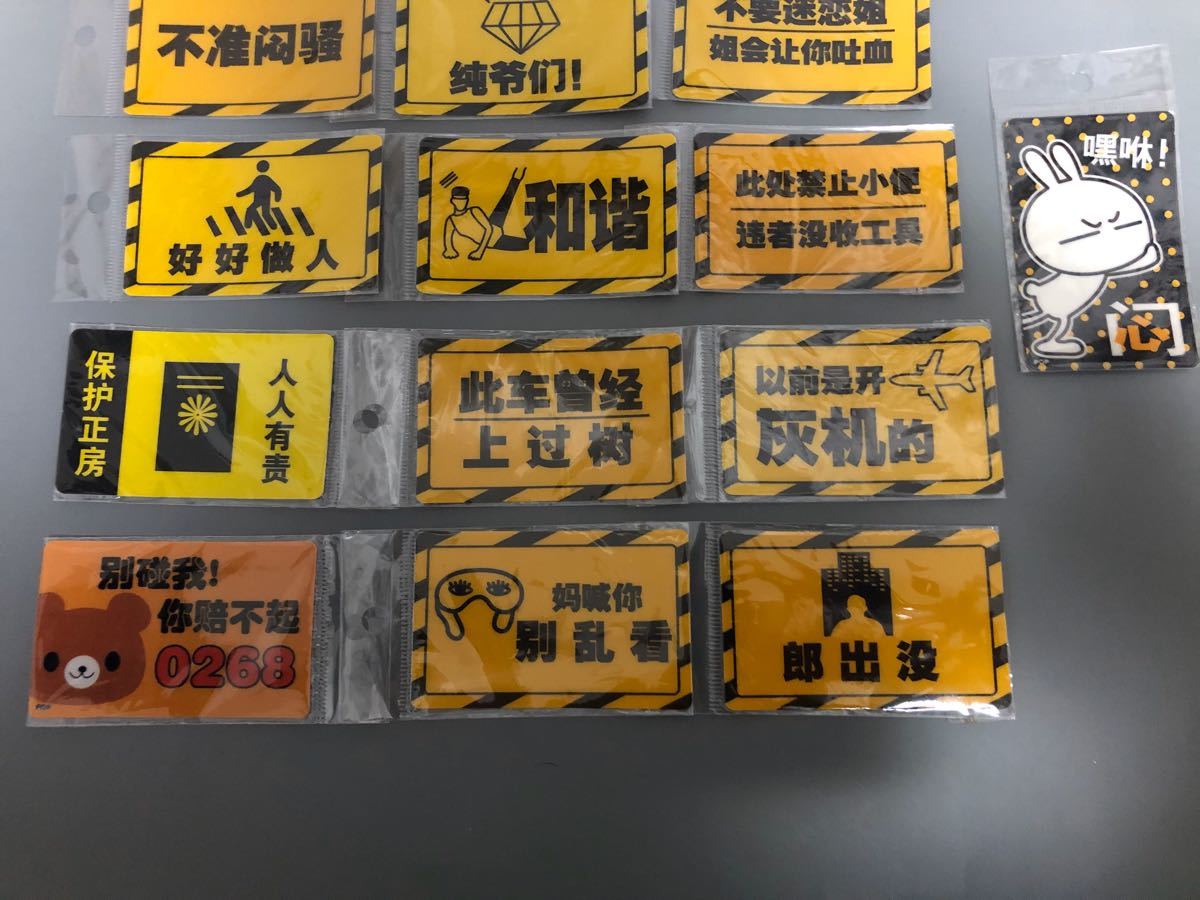 不准闷骚
纯爷们!
不要迷恋姐
姐会让你吐血
好好做人
和谐
此处禁止小便
违者没收工具
嘿咻!
[心]
保护正房
人人有责
此车曾经
上过树
以前是开
灰机的
别碰我!
你赔不起
0268
妈喊你
别乱看
郎出没